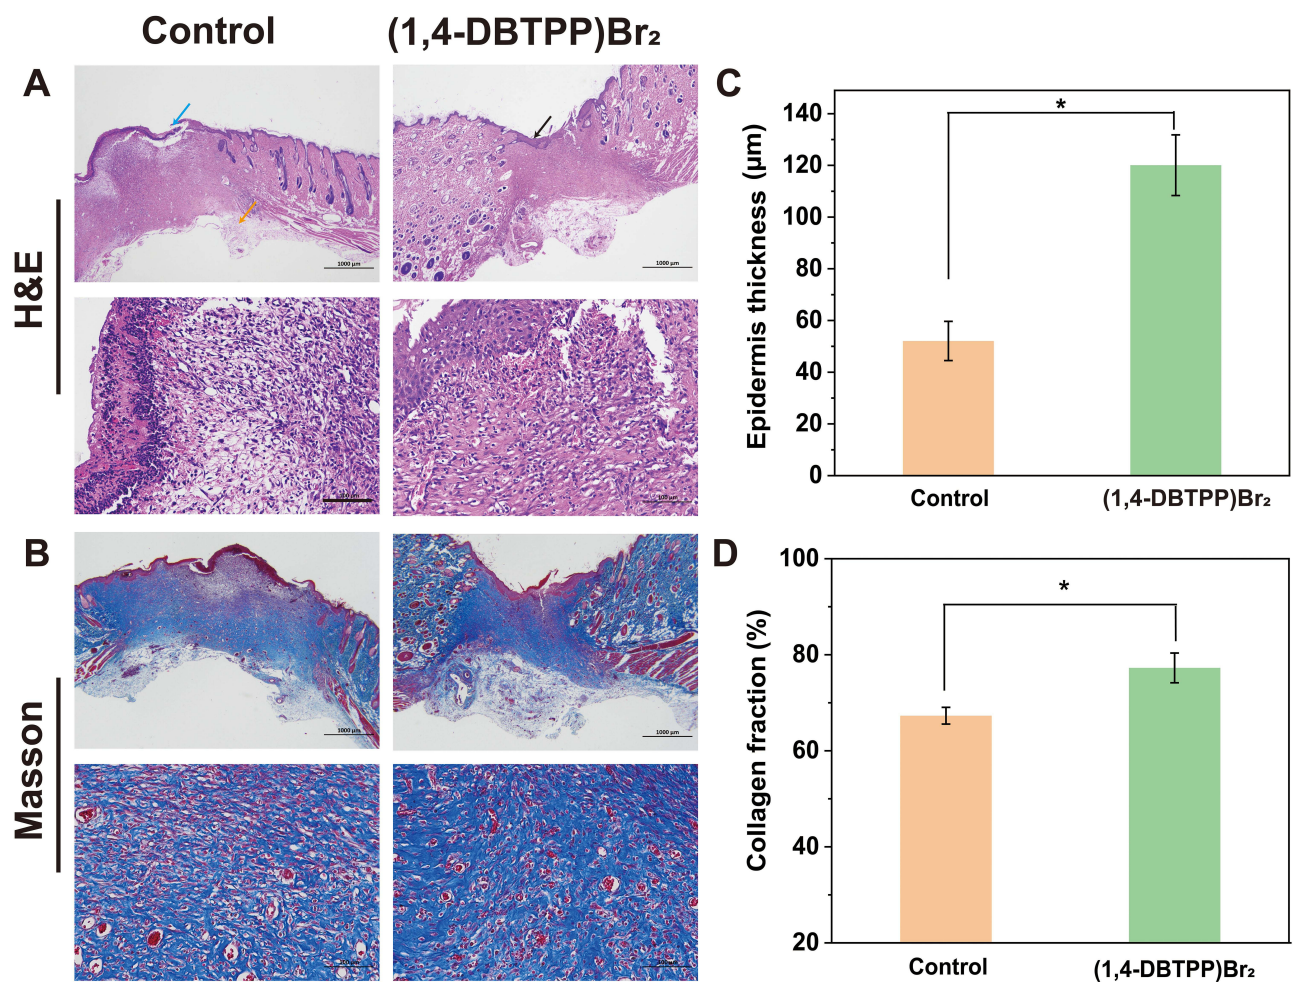 Control (1,4-DBTPP)Br₂
A
H&E
1000 µm
1000 µm
100 µm
B
Masson
1000 µm
1000 µm
C
Epidermis thickness (µm)
140
120
100
80
60
40
20
0
*
Control (1,4-DBTPP)Br₂
D
Collagen fraction (%)
100
80
60
40
20
*
Control (1,4-DBTPP)Br₂